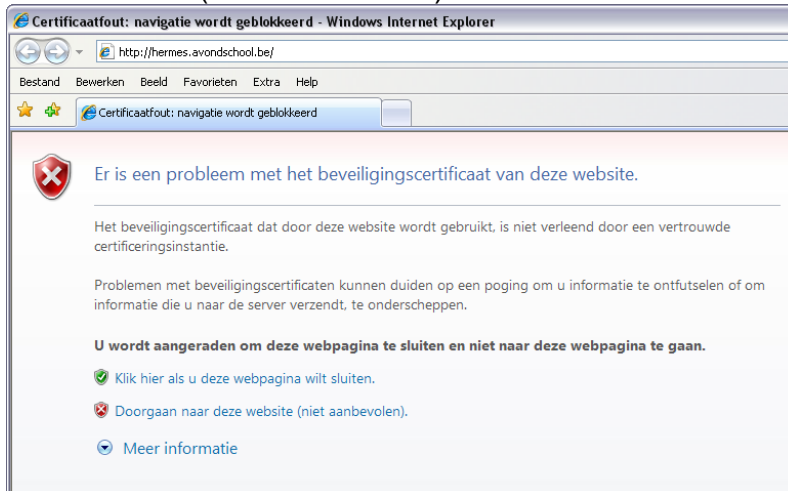 Certificaatfout: navigatie wordt geblokkeerd - Windows Internet Explorer
http://hermes.avondschool.be/
Bestand Bewerken Beeld Favorieten Extra Help
Certificaatfout: navigatie wordt geblokkeerd
Er is een probleem met het beveiligingscertificaat van deze website.
Het beveiligingscertificaat dat door deze website wordt gebruikt, is niet verleend door een vertrouwde
certificeringsinstantie.
Problemen met beveiligingscertificaten kunnen duiden op een poging om u informatie te ontfutselen of om
informatie die u naar de server verzendt, te onderscheppen.
U wordt aangeraden om deze webpagina te sluiten en niet naar deze webpagina te gaan.
Klik hier als u deze webpagina wilt sluiten.
Doorgaan naar deze website (niet aanbevolen).
Meer informatie